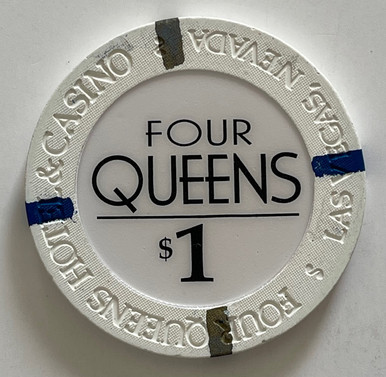 FOUR
QUEENS
$1
FOUR QUEENS HOTEL & CASINO
LAS VEGAS, NEVADA